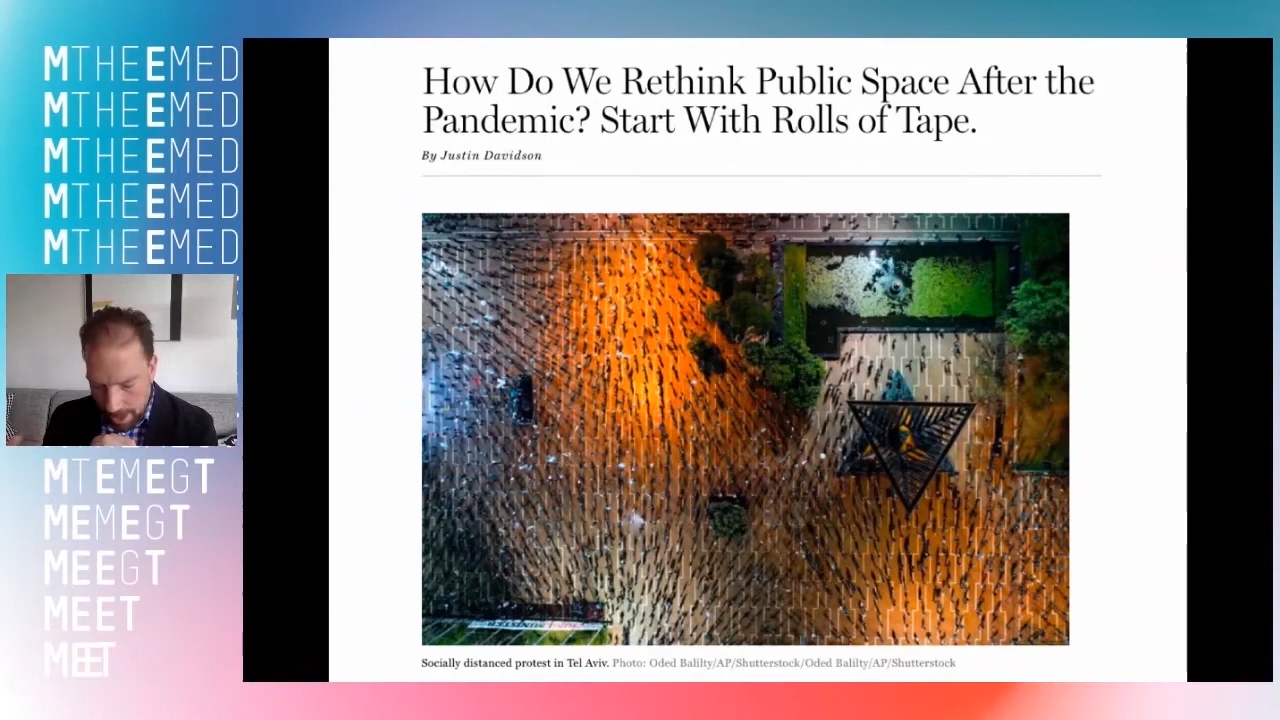 MTHEEMED
MTHEEMED
MTHEEMED
MTHEEMED
MTHEEMED
MTEMEGT
MEMEGT
MEEGT
MEET
MEET
How Do We Rethink Public Space After the
Pandemic? Start With Rolls of Tape.
By Justin Davidson
Socially distanced protest in Tel Aviv. Photo: Oded Balilty/AP/Shutterstock/Oded Balilty/AP/Shutterstock